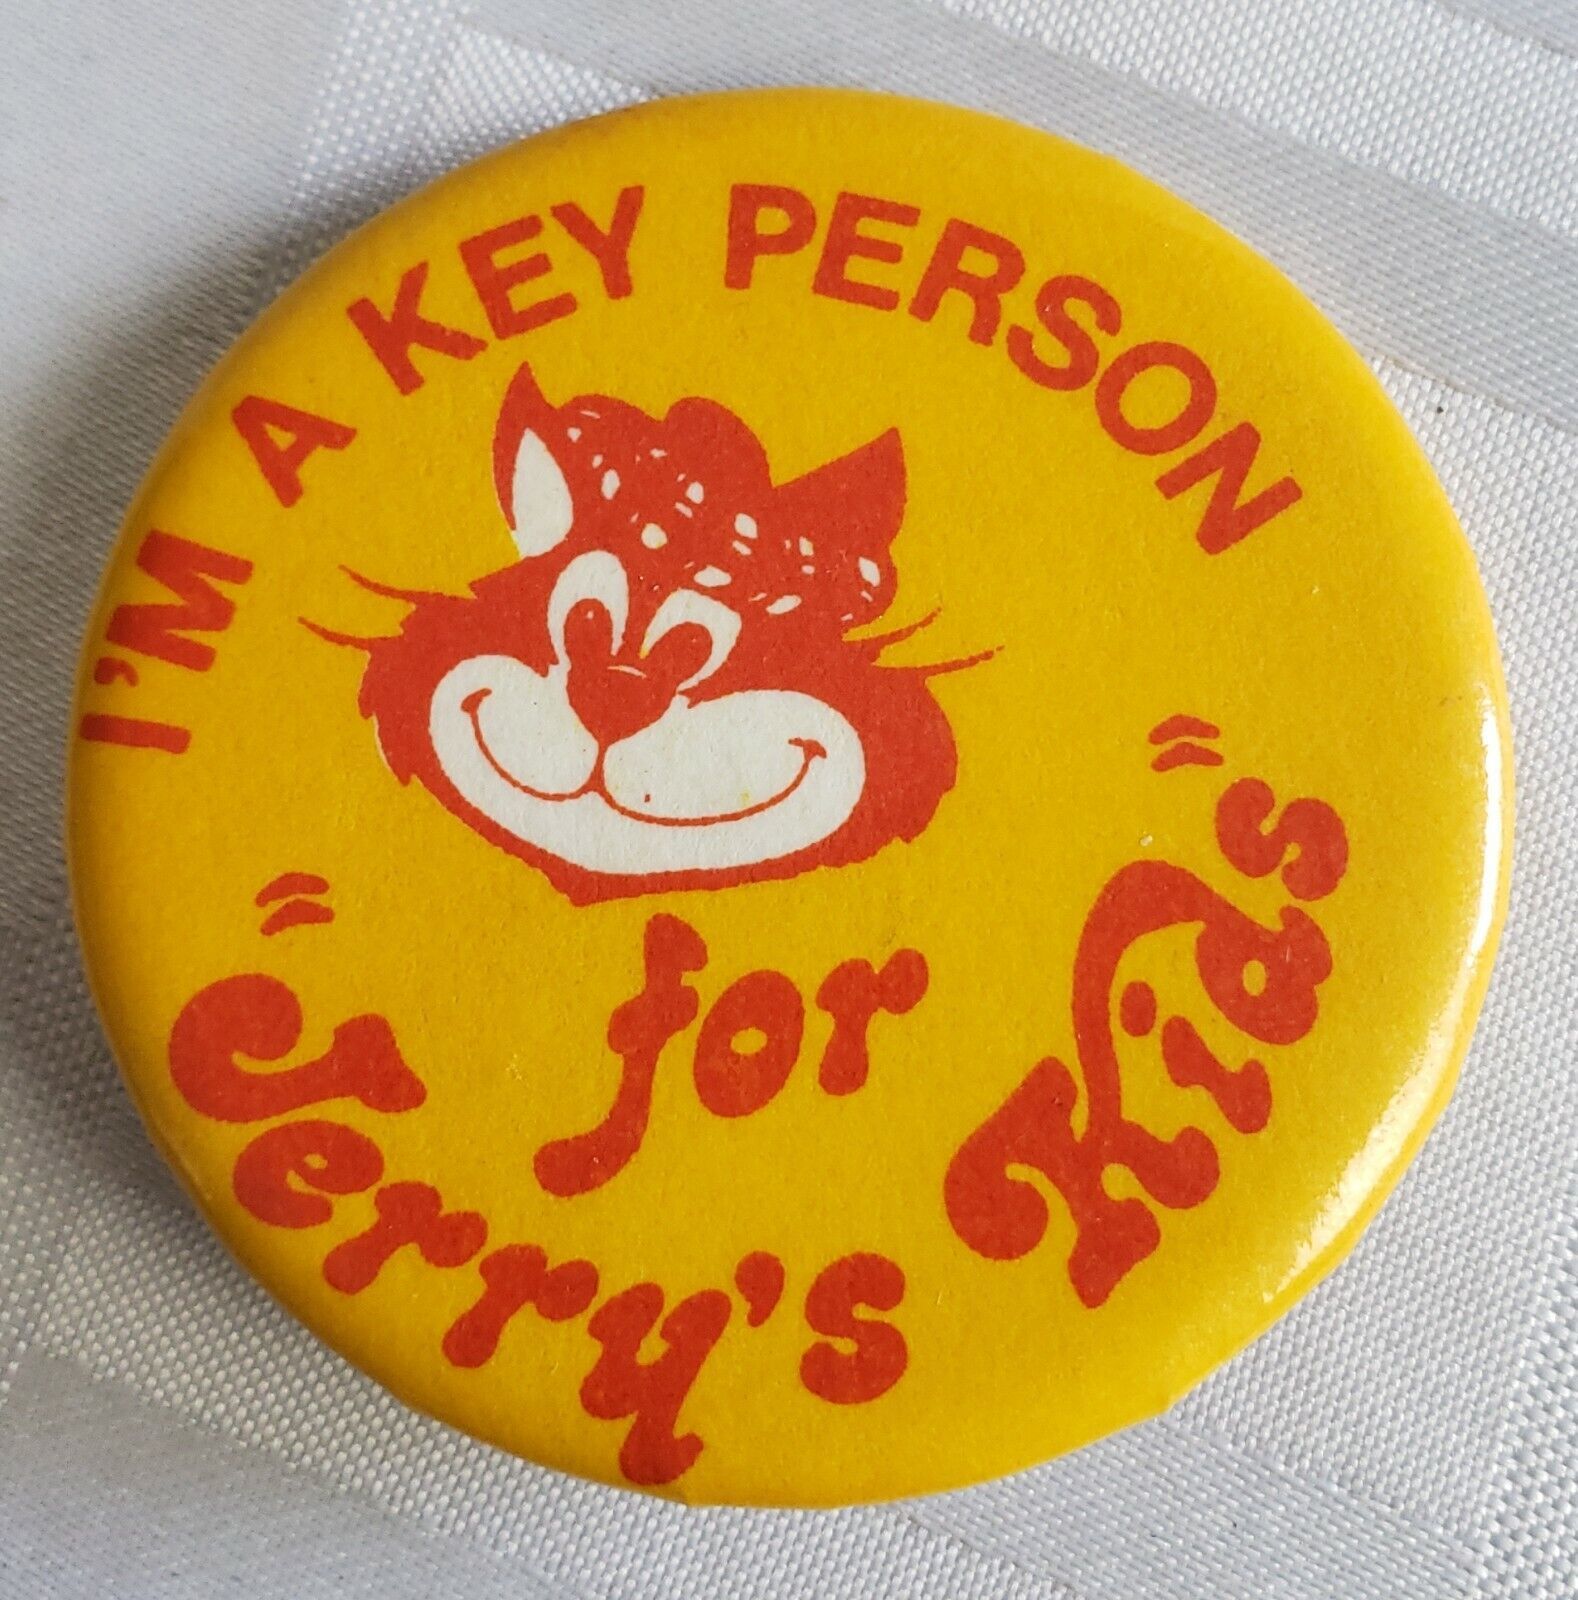 I'M A KEY PERSON
for
"Jerry's Kids"